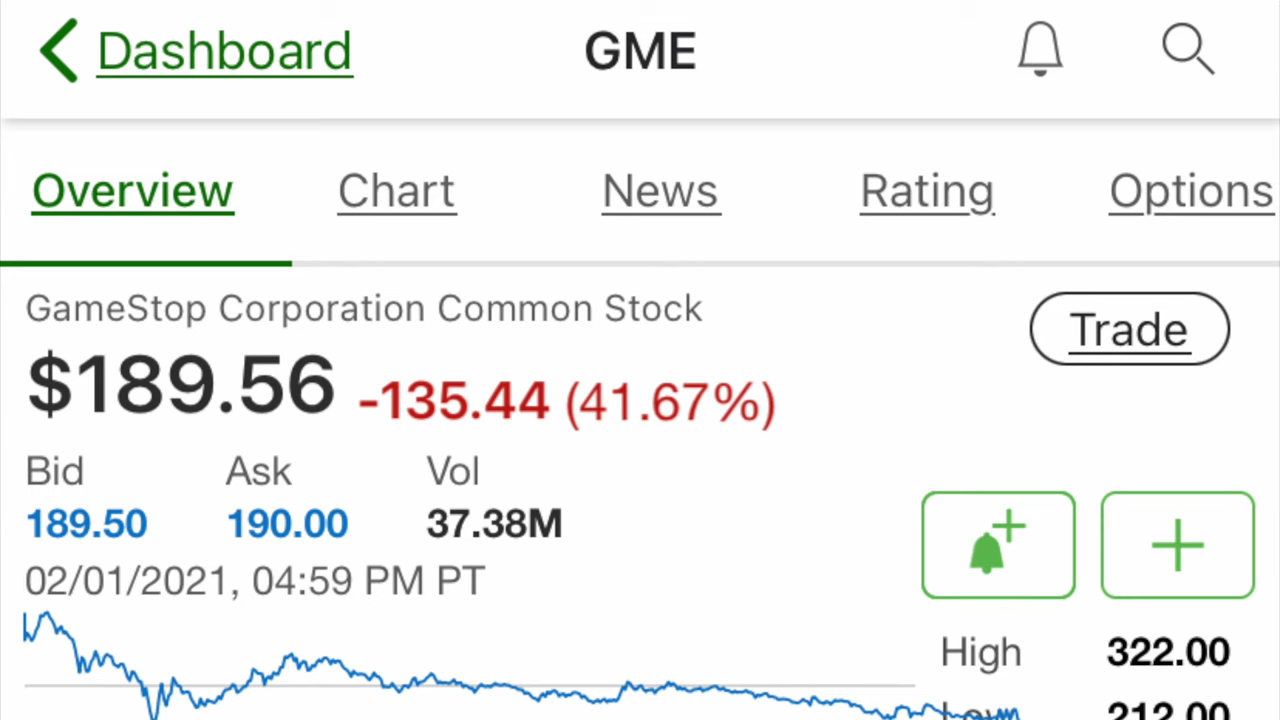 Dashboard GME
Overview Chart News Rating Options
GameStop Corporation Common Stock
Trade
$189.56 -135.44 (41.67%)
Bid Ask Vol
189.50 190.00 37.38M
02/01/2021, 04:59 PM PT
High 322.00
Low 212.00